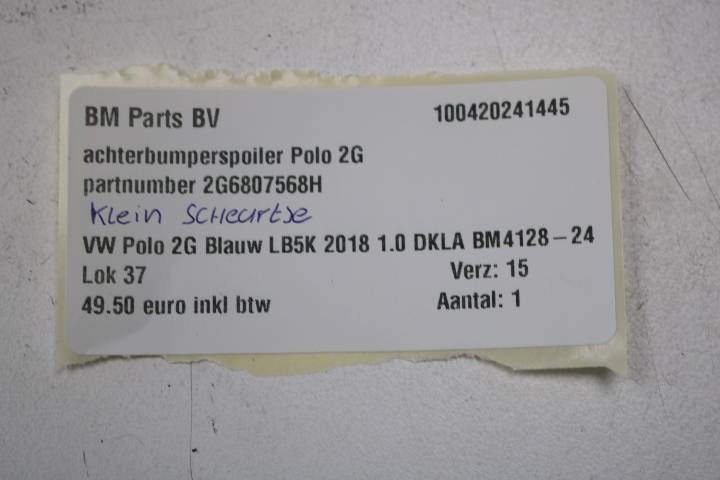 BM Parts BV 100420241445
achterbumperspoiler Polo 2G
partnumber 2G6807568H
Klein Scheurtje
VW Polo 2G Blauw LB5K 2018 1.0 DKLA BM4128-24
Lok 37 Verz: 15
49.50 euro inkl btw Aantal: 1